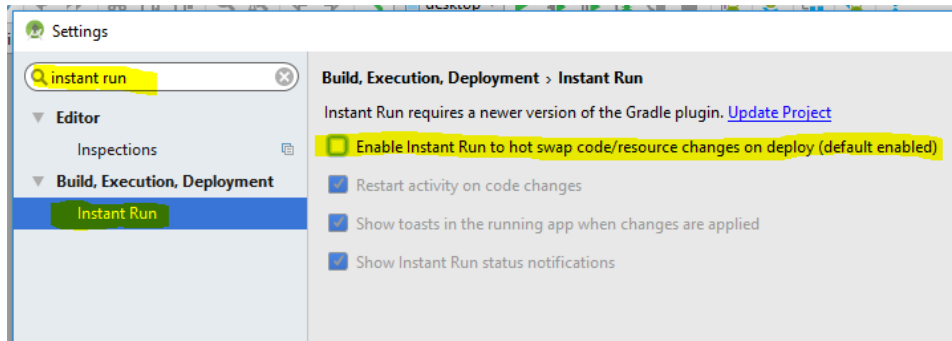 desktop
Settings
instant run
Build, Execution, Deployment › Instant Run
Instant Run requires a newer version of the Gradle plugin. Update Project
Editor
Enable Instant Run to hot swap code/resource changes on deploy (default enabled)
Inspections
Build, Execution, Deployment
Restart activity on code changes
Instant Run
Show toasts in the running app when changes are applied
Show Instant Run status notifications